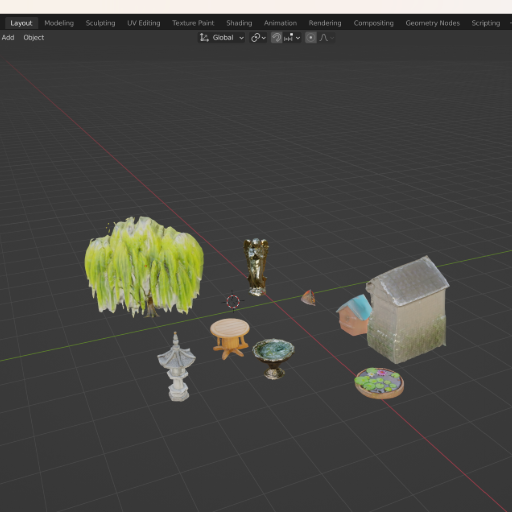 Layout Modeling Sculpting UV Editing Texture Paint Shading Animation Rendering Compositing Geometry Nodes Scripting
Add Object Global